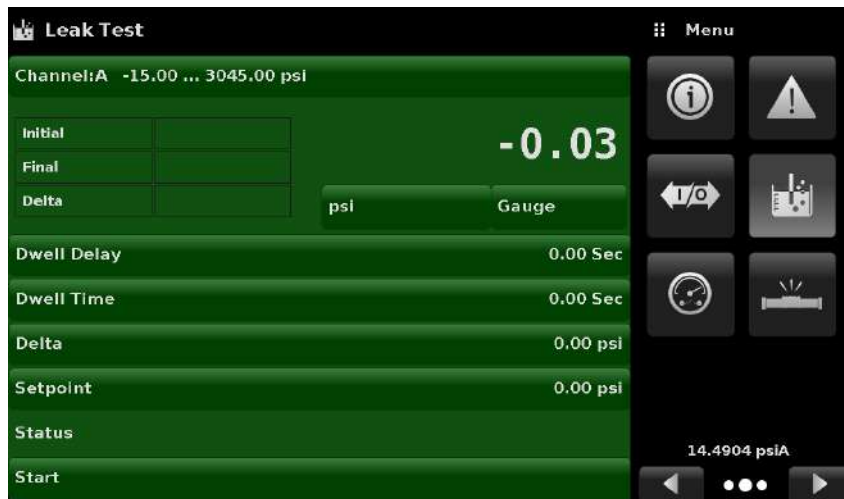 Leak Test
Menu
Channel:A -15.00 ... 3045.00 psi
Initial
-0.03
Final
Delta
psi Gauge
I/O
Dwell Delay 0.00 Sec
Dwell Time 0.00 Sec
Delta 0.00 psi
Setpoint 0.00 psi
Status
14.4904 psiA
Start